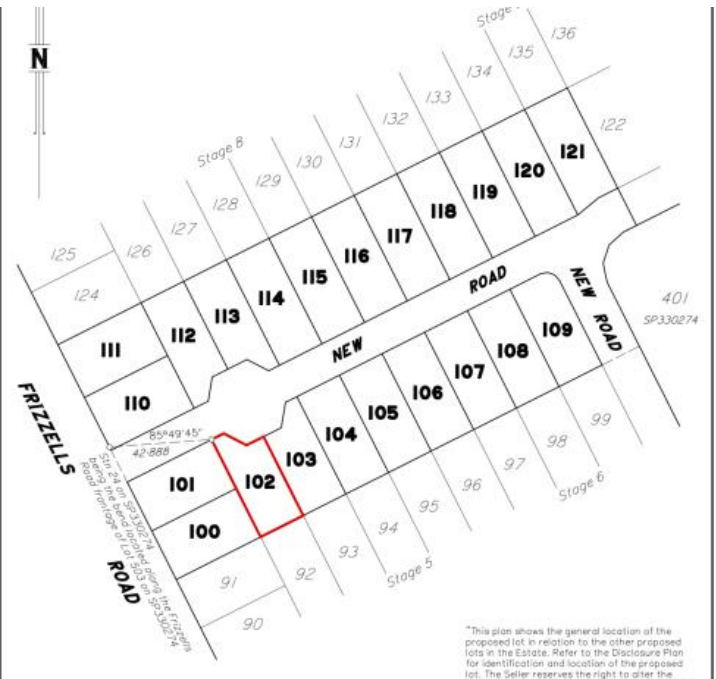 N
Stage
136
135
134
133
132
131
130
129
128
127
126
125
124
122
Stage 8
121
120
119
118
117
116
115
114
113
112
111
110
NEW
ROAD
NEW
ROAD
401
SP330274
FRIZZELLS
ROAD
85°49'45"
42·888
Stn 24 on SP330274
being the bend located along the Frizzells
Road frontage of Lot 503 on SP330274
101
100
102
103
104
105
106
107
108
109
91
90
92
93
94
95
96
97
98
99
Stage 5
Stage 6
"This plan shows the general location of the
proposed lot in relation to the other proposed
lots in the Estate. Refer to the Disclosure Plan
for identification and location of the proposed
lot. The Seller reserves the right to alter the